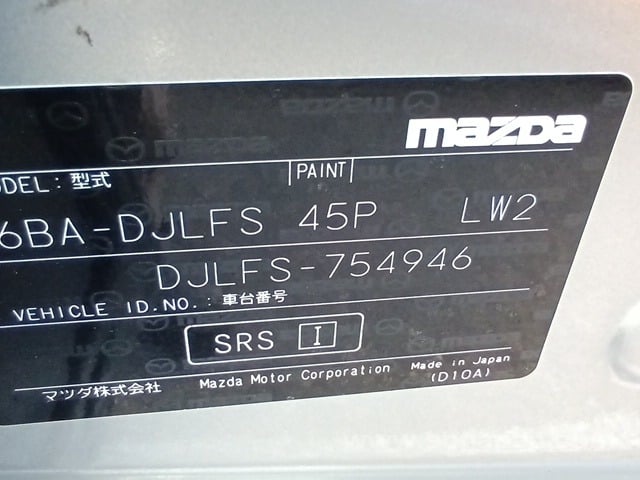 mazda
MODEL: 型式 PAINT
6BA-DJLFS 45P LW2
DJLFS-754946
VEHICLE ID.NO.: 車台番号
SRS I
マツダ株式会社 Mazda Motor Corporation Made in Japan
(D10A)